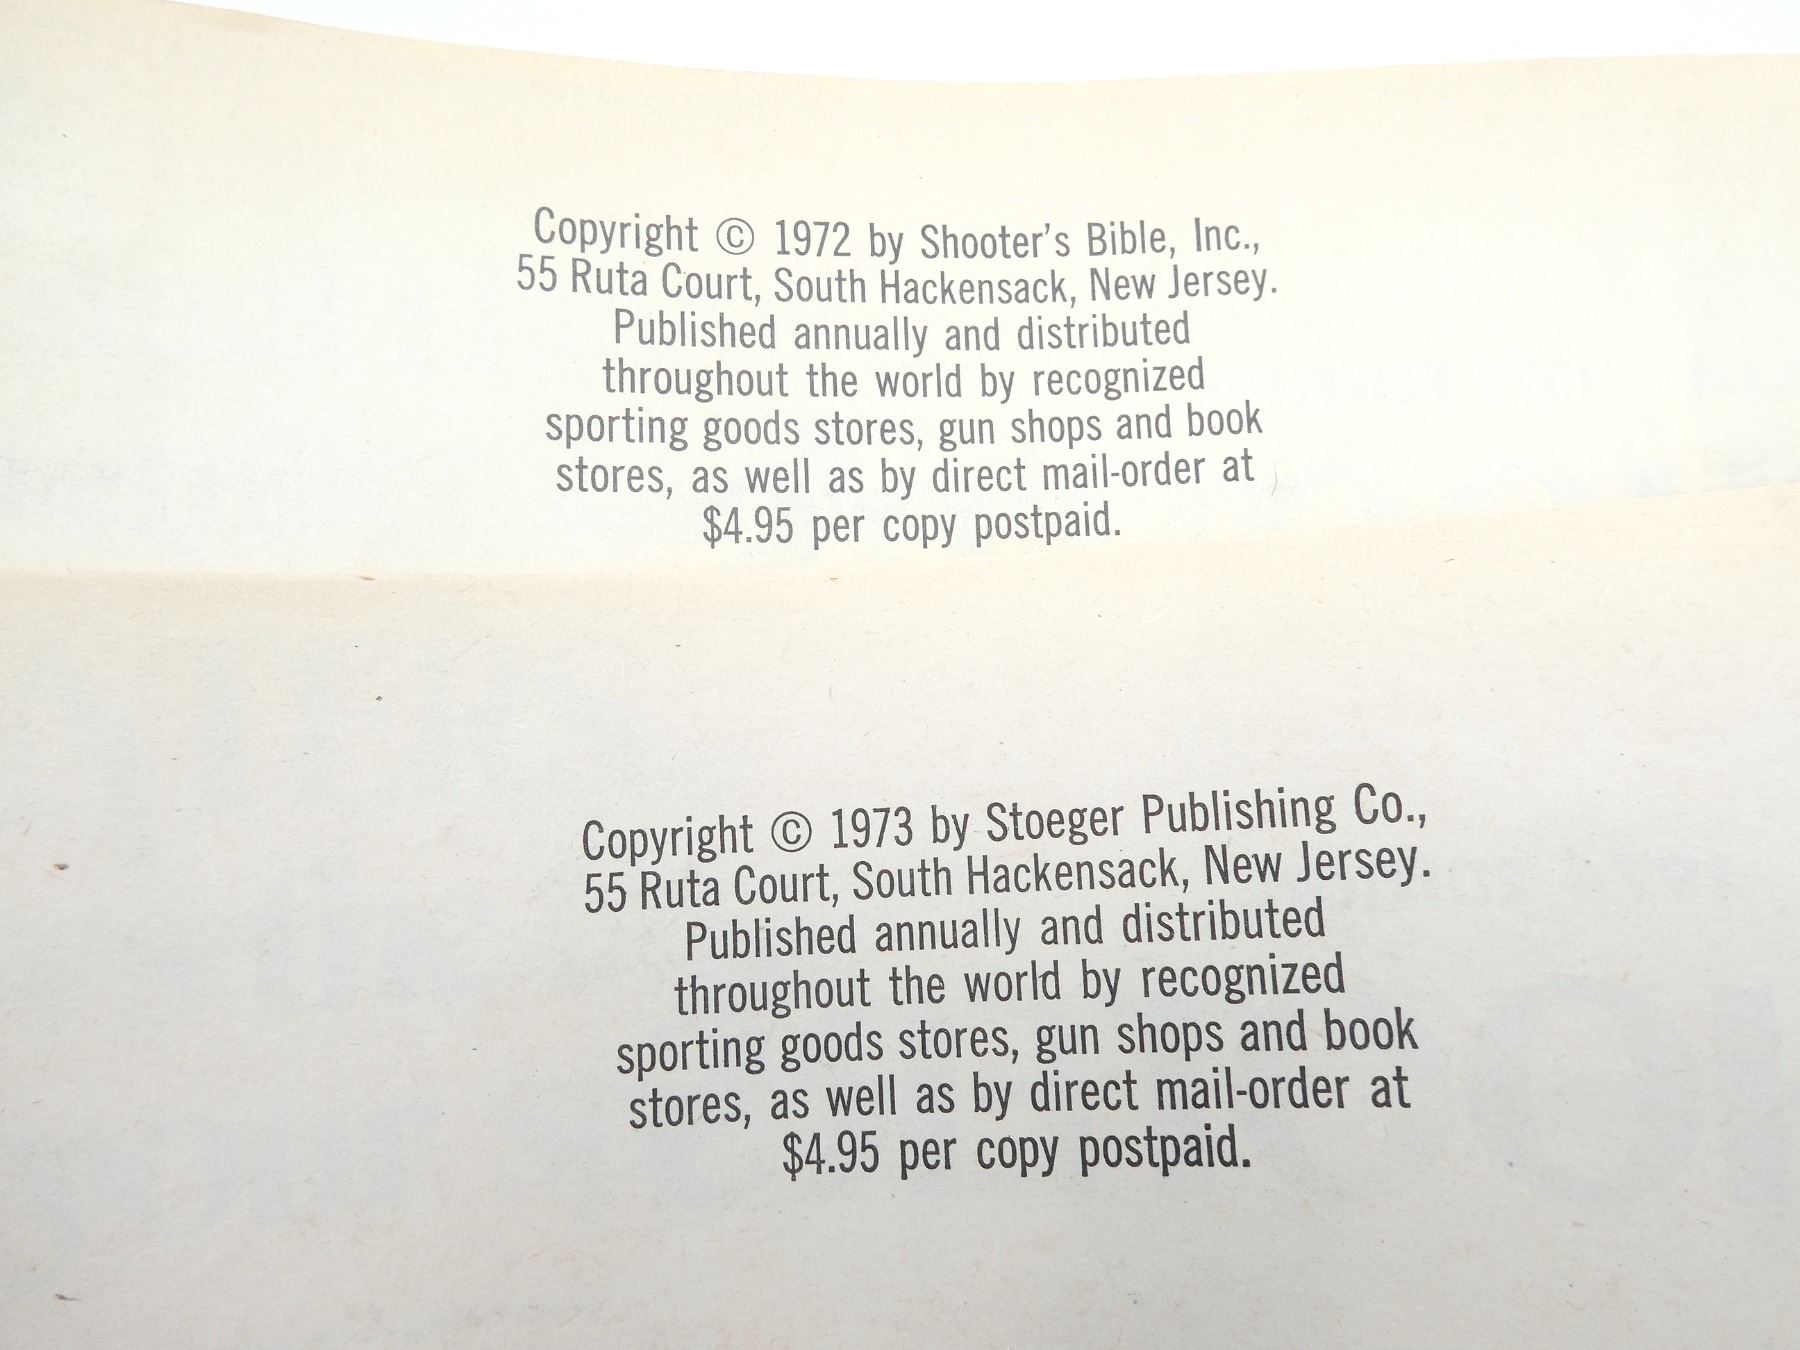 Copyright © 1972 by Shooter's Bible, Inc.,
55 Ruta Court, South Hackensack, New Jersey.
Published annually and distributed
throughout the world by recognized
sporting goods stores, gun shops and book
stores, as well as by direct mail-order at
$4.95 per copy postpaid.
Copyright © 1973 by Stoeger Publishing Co.,
55 Ruta Court, South Hackensack, New Jersey.
Published annually and distributed
throughout the world by recognized
sporting goods stores, gun shops and book
stores, as well as by direct mail-order at
$4.95 per copy postpaid.